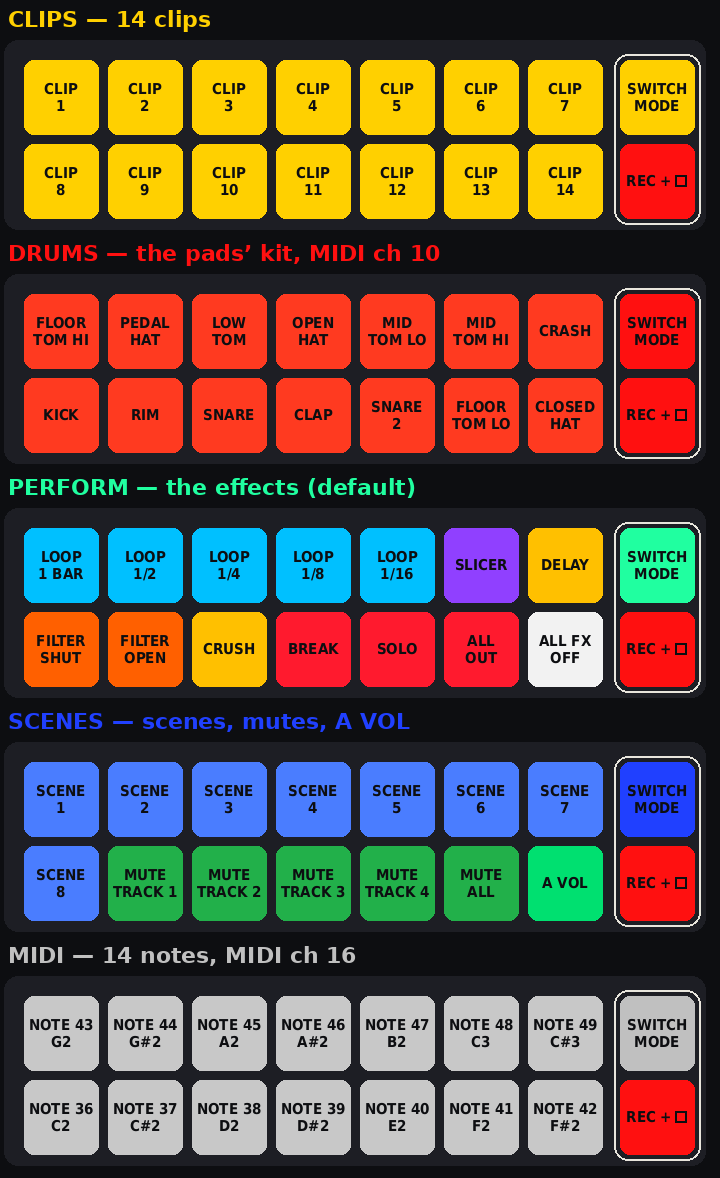 CLIPS — 14 clips
CLIP 1
CLIP 2
CLIP 3
CLIP 4
CLIP 5
CLIP 6
CLIP 7
SWITCH MODE
CLIP 8
CLIP 9
CLIP 10
CLIP 11
CLIP 12
CLIP 13
CLIP 14
REC + □
DRUMS — the pads’ kit, MIDI ch 10
FLOOR TOM HI
PEDAL HAT
LOW TOM
OPEN HAT
MID TOM LO
MID TOM HI
CRASH
SWITCH MODE
KICK
RIM
SNARE
CLAP
SNARE 2
FLOOR TOM LO
CLOSED HAT
REC + □
PERFORM — the effects (default)
LOOP 1 BAR
LOOP 1/2
LOOP 1/4
LOOP 1/8
LOOP 1/16
SLICER
DELAY
SWITCH MODE
FILTER SHUT
FILTER OPEN
CRUSH
BREAK
SOLO
ALL OUT
ALL FX OFF
REC + □
SCENES — scenes, mutes, A VOL
SCENE 1
SCENE 2
SCENE 3
SCENE 4
SCENE 5
SCENE 6
SCENE 7
SWITCH MODE
SCENE 8
MUTE TRACK 1
MUTE TRACK 2
MUTE TRACK 3
MUTE TRACK 4
MUTE ALL
A VOL
REC + □
MIDI — 14 notes, MIDI ch 16
NOTE 43 G2
NOTE 44 G#2
NOTE 45 A2
NOTE 46 A#2
NOTE 47 B2
NOTE 48 C3
NOTE 49 C#3
SWITCH MODE
NOTE 36 C2
NOTE 37 C#2
NOTE 38 D2
NOTE 39 D#2
NOTE 40 E2
NOTE 41 F2
NOTE 42 F#2
REC + □